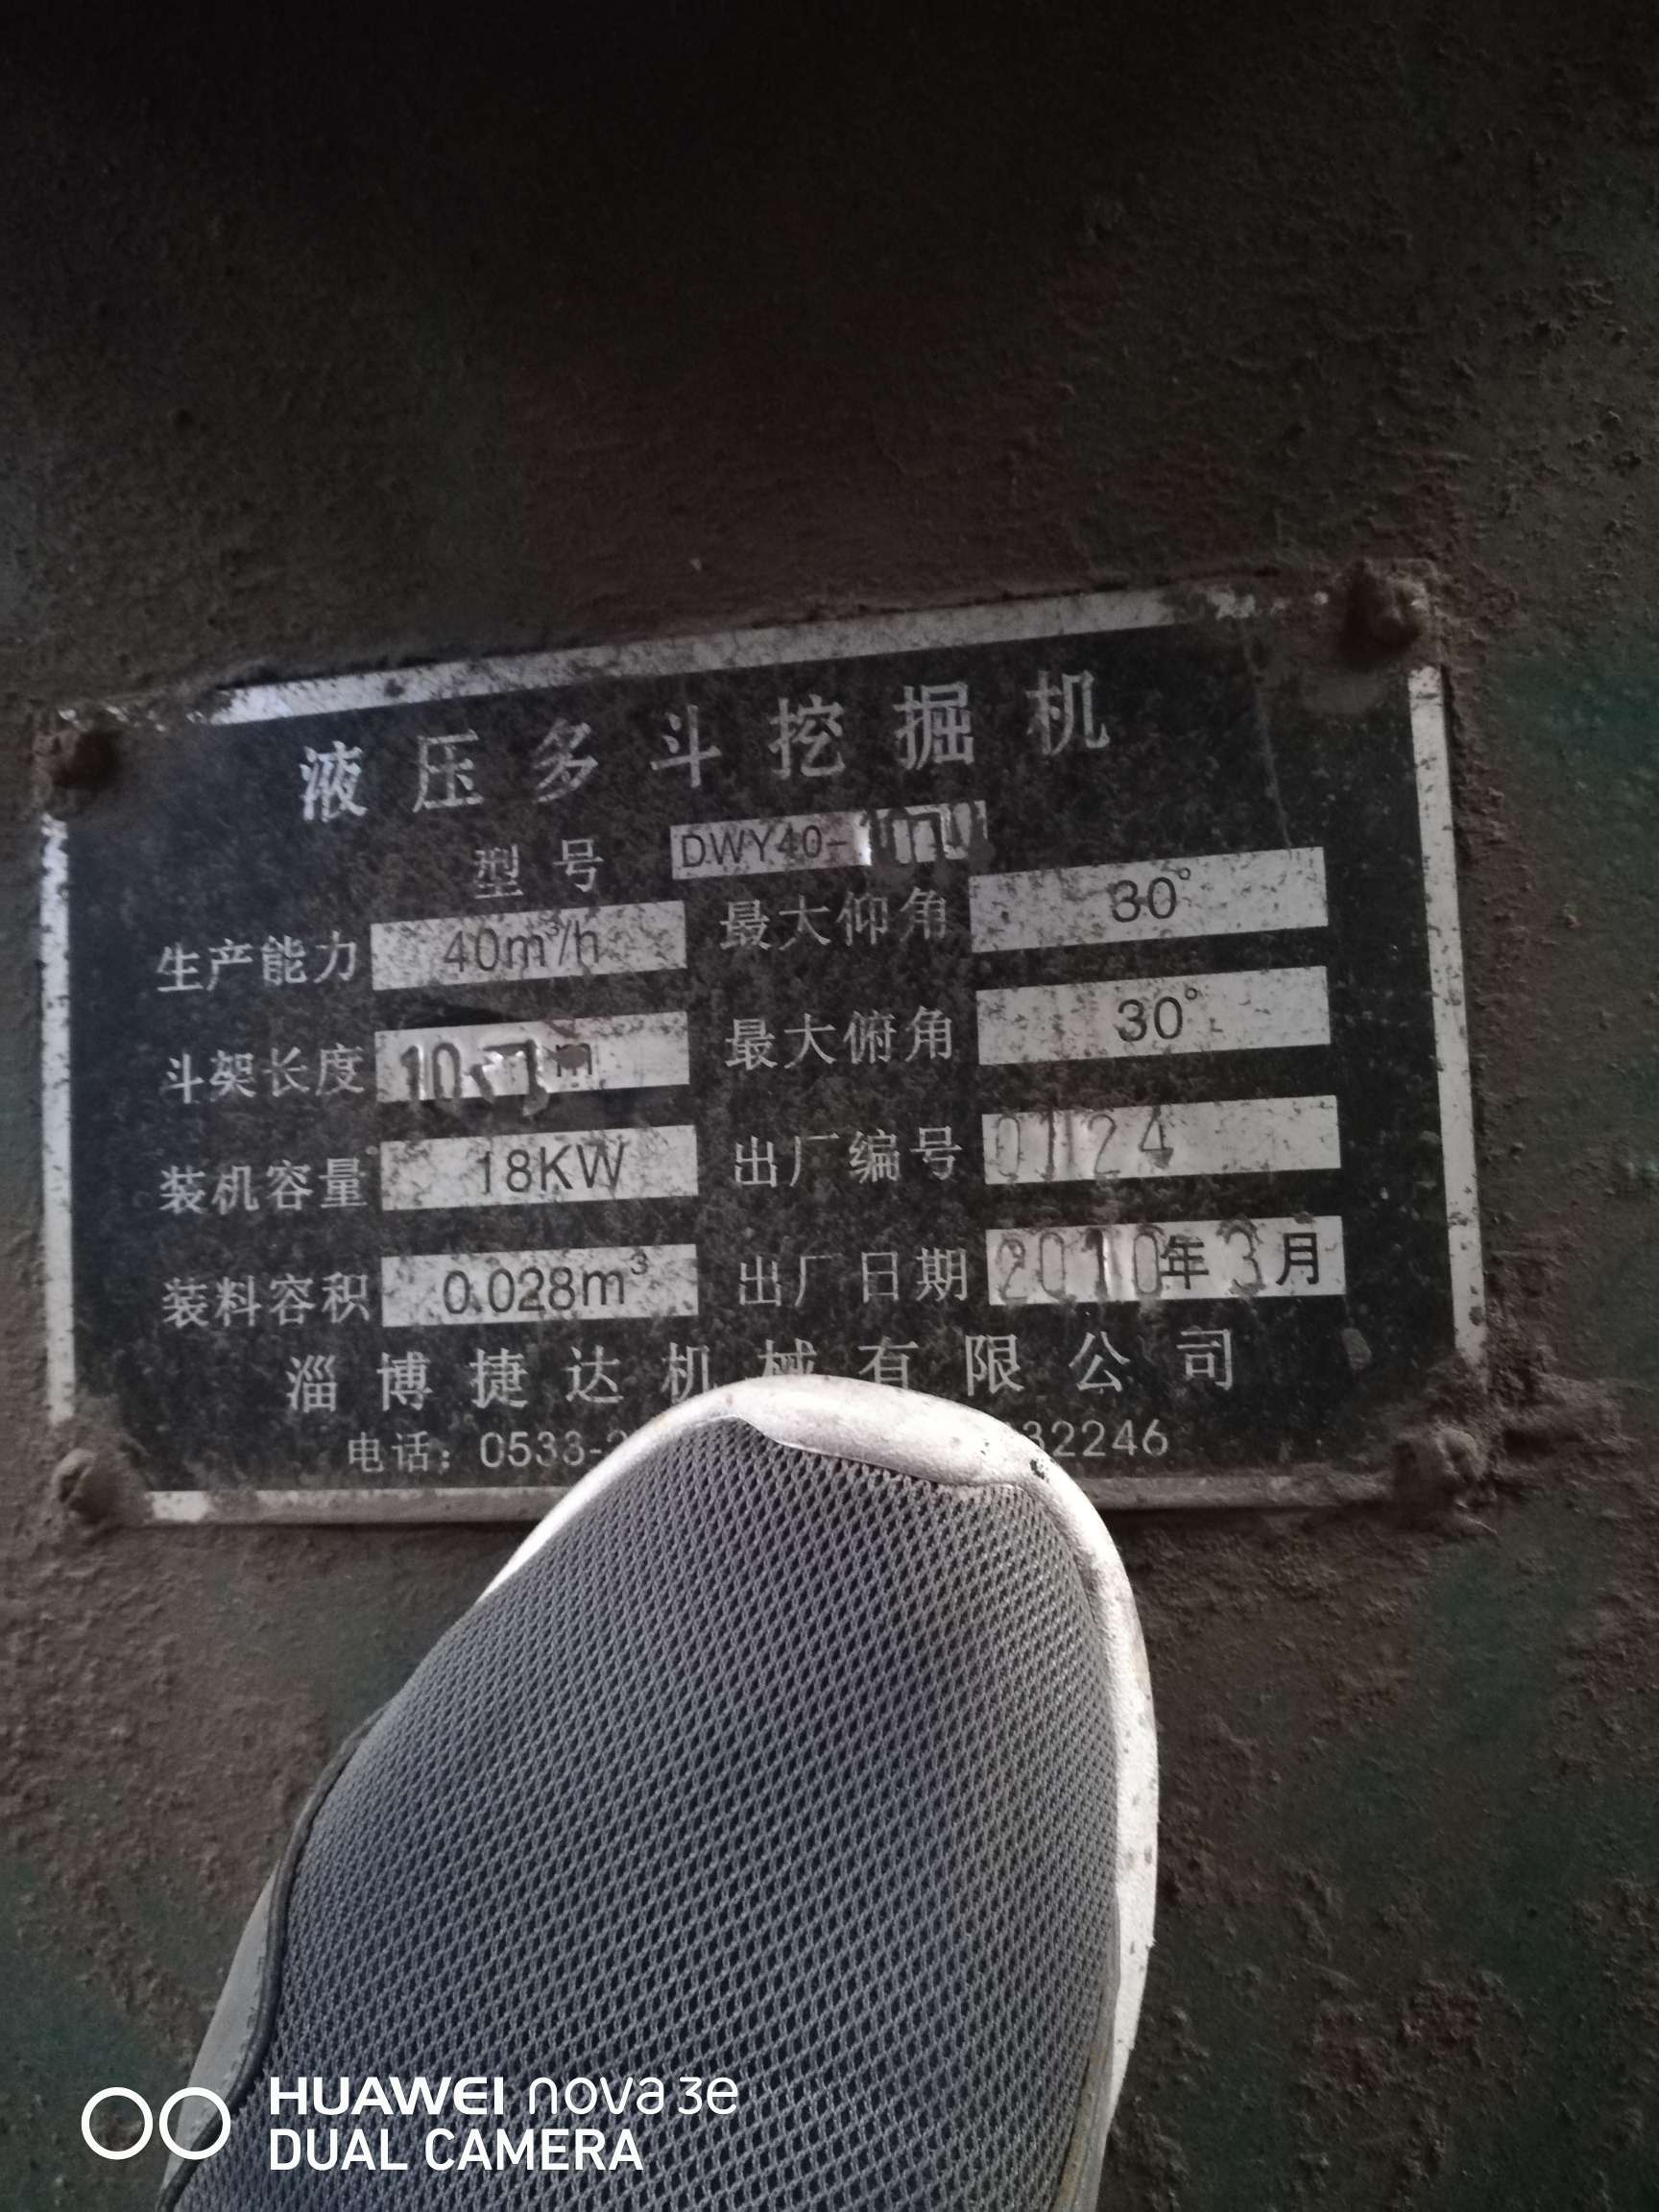 液压多斗挖掘机
型号 DWY40-
生产能力 40m³/h 最大仰角 30°
斗架长度 m 最大俯角 30°
装机容量 18KW 出厂编号 0124
装料容积 0.028m³ 出厂日期 2010年3月
淄博捷达机械有限公司
电话: 0533-2 32246
HUAWEI nova 3e
DUAL CAMERA